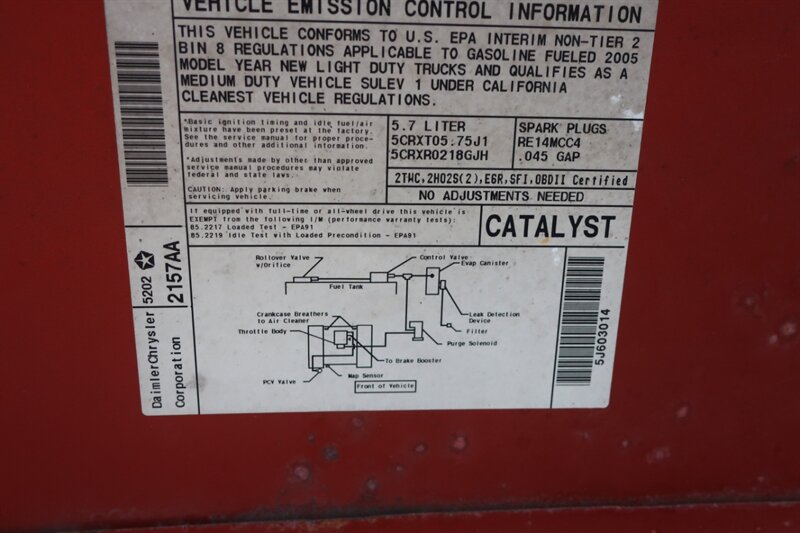 VEHICLE EMISSION CONTROL INFORMATION
THIS VEHICLE CONFORMS TO U.S. EPA INTERIM NON-TIER 2
BIN 8 REGULATIONS APPLICABLE TO GASOLINE FUELED 2005
MODEL YEAR NEW LIGHT DUTY TRUCKS AND QUALIFIES AS A
MEDIUM DUTY VEHICLE SULEV 1 UNDER CALIFORNIA
CLEANEST VEHICLE REGULATIONS.
*Basic ignition timing and idle fuel/air
mixture have been preset at the factory.
See the service manual for proper proce-
dures and other additional information.
*Adjustments made by other than approved
service manual procedures may violate
federal and state laws.
CAUTION: Apply parking brake when
servicing vehicle.
5.7 LITER
5CRXT05.75J1
5CRXR0218GJH
SPARK PLUGS
RE14MCC4
.045 GAP
2TWC,2HO2S(2),EGR,SFI,OBDII Certified
NO ADJUSTMENTS NEEDED
If equipped with full-time or all-wheel drive this vehicle is
EXEMPT from the following I/M (performance warranty tests):
85.2217 Loaded Test - EPA91
85.2219 Idle Test with Loaded Precondition - EPA91
CATALYST
Rollover Valve
w/Orifice
Control Valve
Evap Canister
Fuel Tank
Leak Detection
Device
Filter
Crankcase Breathers
to Air Cleaner
Throttle Body
Purge Solenoid
To Brake Booster
Map Sensor
PCV Valve
Front of Vehicle
DaimlerChrysler
Corporation
5202
2157AA
5J603014